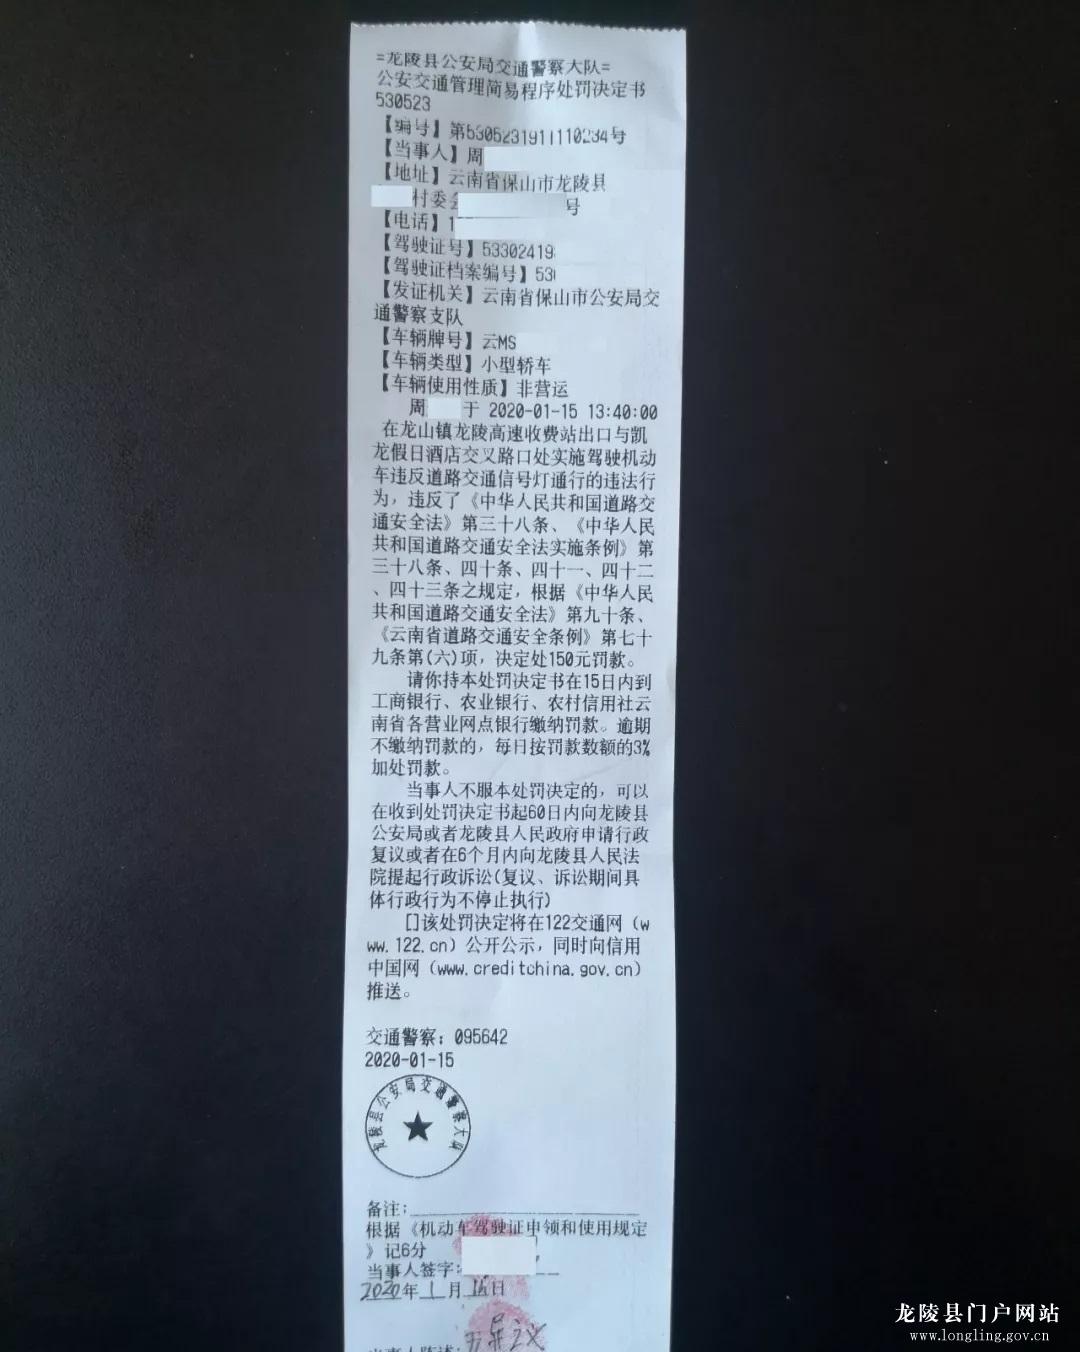 =龙陵县公安局交通警察大队=
公安交通管理简易程序处罚决定书
530523
【编号】第5305231911110234号
【当事人】周
【地址】云南省保山市龙陵县
村委会 号
【电话】1
【驾驶证号】53302419
【驾驶证档案编号】530
【发证机关】云南省保山市公安局交
通警察支队
【车辆牌号】云MS
【车辆类型】小型轿车
【车辆使用性质】非营运
周 于 2020-01-15 13:40:00
在龙山镇龙陵高速收费站出口与凯
龙假日酒店交叉路口处实施驾驶机动
车违反道路交通信号灯通行的违法行
为，违反了《中华人民共和国道路交
通安全法》第三十八条、《中华人民
共和国道路交通安全法实施条例》第
三十八条、四十条、四十一、四十二
、四十三条之规定，根据《中华人民
共和国道路交通安全法》第九十条、
《云南省道路交通安全条例》第七十
九条第(六)项，决定处150元罚款。
请你持本处罚决定书在15日内到
工商银行、农业银行、农村信用社云
南省各营业网点银行缴纳罚款。逾期
不缴纳罚款的，每日按罚款数额的3%
加处罚款。
当事人不服本处罚决定的，可以
在收到处罚决定书起60日内向龙陵县
公安局或者龙陵县人民政府申请行政
复议或者在6个月内向龙陵县人民法
院提起行政诉讼(复议、诉讼期间具
体行政行为不停止执行)
[]该处罚决定将在122交通网（w
ww.122.cn）公开公示，同时向信用
中国网（www.creditchina.gov.cn）
推送。
交通警察：095642
2020-01-15
龙陵县公安局交通警察大队
备注：
根据《机动车驾驶证申领和使用规定
》记6分
当事人签字：
2020年1月15日
无异议
当事人陈述：
龙陵县门户网站
www.longling.gov.cn